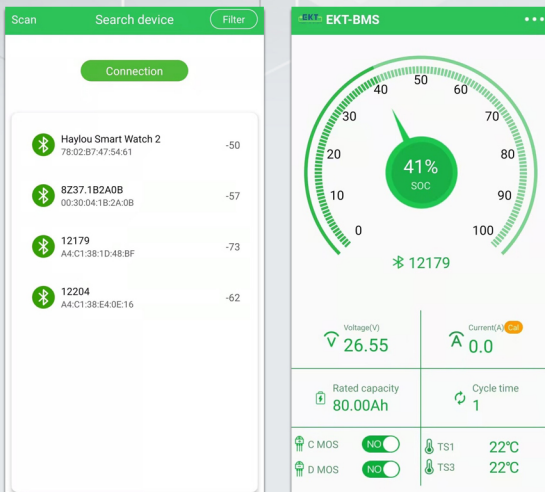 Scan Search device Filter
Connection
Haylou Smart Watch 2
78:02:B7:47:54:61
-50
8Z37.1B2A0B
00:30:04:1B:2A:0B
-57
12179
A4:C1:38:1D:48:BF
-73
12204
A4:C1:38:E4:0E:16
-62
EKT EKT-BMS
0
10
20
30
40
50
60
70
80
90
100
41%
SOC
12179
Voltage(V)
V 26.55
Current(A) Cal
A 0.0
Rated capacity
80.00Ah
Cycle time
1
C MOS NO
D MOS NO
TS1 22℃
TS3 22℃